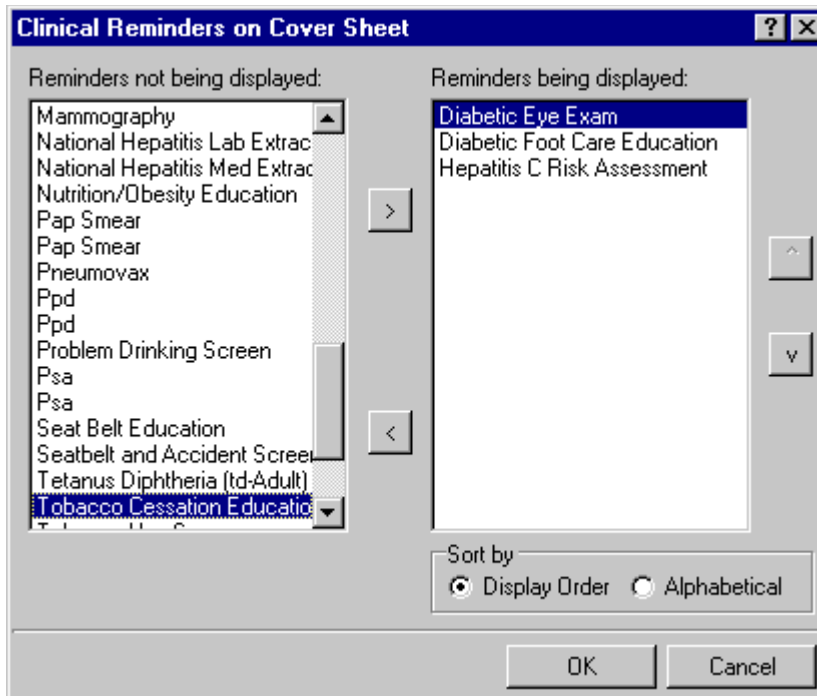 Clinical Reminders on Cover Sheet
? X
Reminders not being displayed:
Mammography
National Hepatitis Lab Extrac
National Hepatitis Med Extrac
Nutrition/Obesity Education
Pap Smear
Pap Smear
Pneumovax
Ppd
Ppd
Problem Drinking Screen
Psa
Psa
Seat Belt Education
Seatbelt and Accident Screer
Tetanus Diphtheria (td-Adult)
Tobacco Cessation Educatio
>
<
Reminders being displayed:
Diabetic Eye Exam
Diabetic Foot Care Education
Hepatitis C Risk Assessment
^
v
Sort by
Display Order
Alphabetical
OK
Cancel